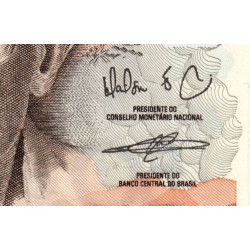 PRESIDENTE DO
CONSELHO MONETÁRIO NACIONAL
PRESIDENTE DO
BANCO CENTRAL DO BRASIL